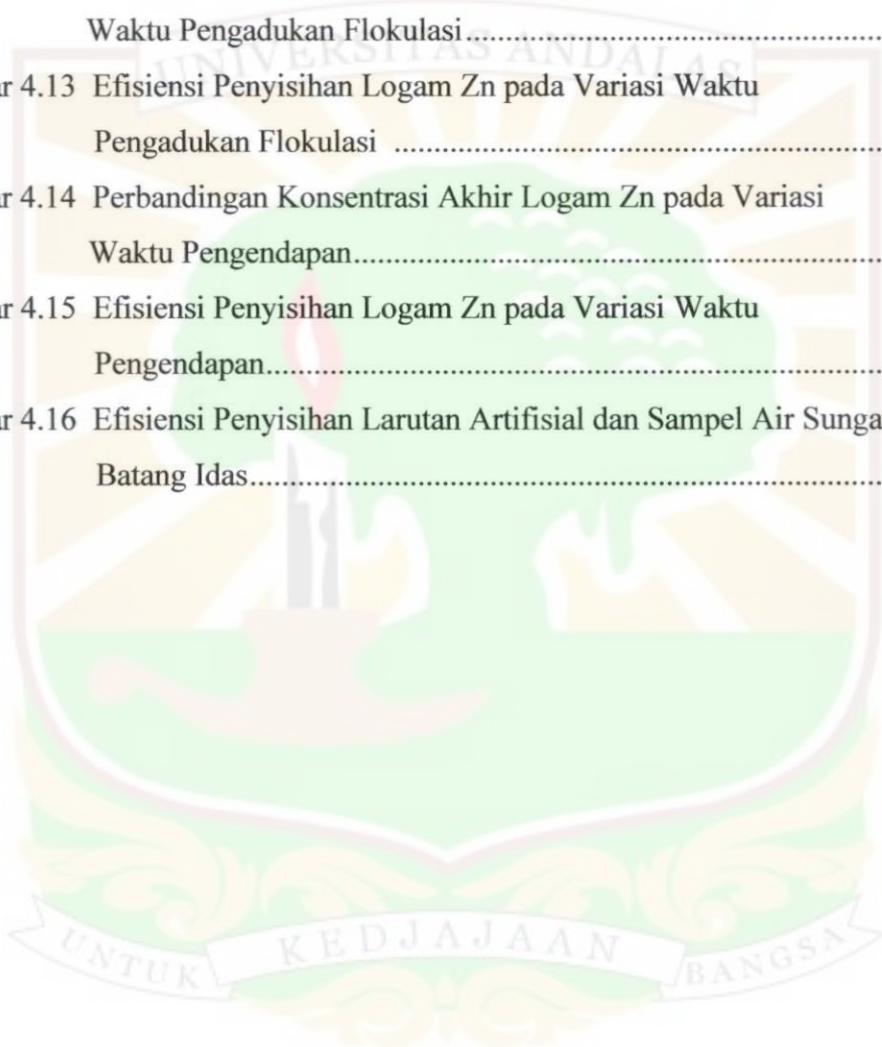 Waktu Pengadukan Flokulasi...............................................................
r 4.13 Efisiensi Penyisihan Logam Zn pada Variasi Waktu
Pengadukan Flokulasi ..........................................................................
r 4.14 Perbandingan Konsentrasi Akhir Logam Zn pada Variasi
Waktu Pengendapan................................................................................
r 4.15 Efisiensi Penyisihan Logam Zn pada Variasi Waktu
Pengendapan.............................................................................................
r 4.16 Efisiensi Penyisihan Larutan Artifisial dan Sampel Air Sunga
Batang Idas................................................................................................
UNIVERSITAS ANDALAS
UNTUK KEDJAJAAN BANGSA